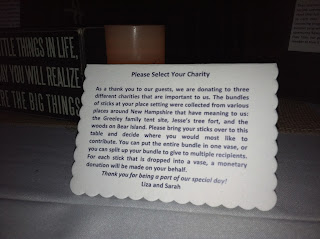 TTLE THINGS IN LIFE,
AY YOU WILL REALIZE
RE THE BIG THINGS
Please Select Your Charity
As a thank you to our guests, we are donating to three
different charities that are important to us. The bundles
of sticks at your place setting were collected from various
places around New Hampshire that have meaning to us:
the Greeley family tent site, Jesse's tree fort, and the
woods on Bear Island. Please bring your sticks over to this
table and decide where you would most like to
contribute. You can put the entire bundle in one vase, or
you can split up your bundle to give to multiple recipients.
For each stick that is dropped into a vase, a monetary
donation will be made on your behalf.
Thank you for being a part of our special day!
Liza and Sarah